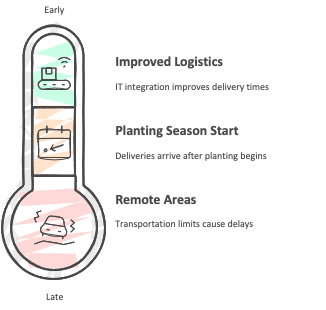 Early
Improved Logistics
IT integration improves delivery times
Planting Season Start
Deliveries arrive after planting begins
Remote Areas
Transportation limits cause delays
Late